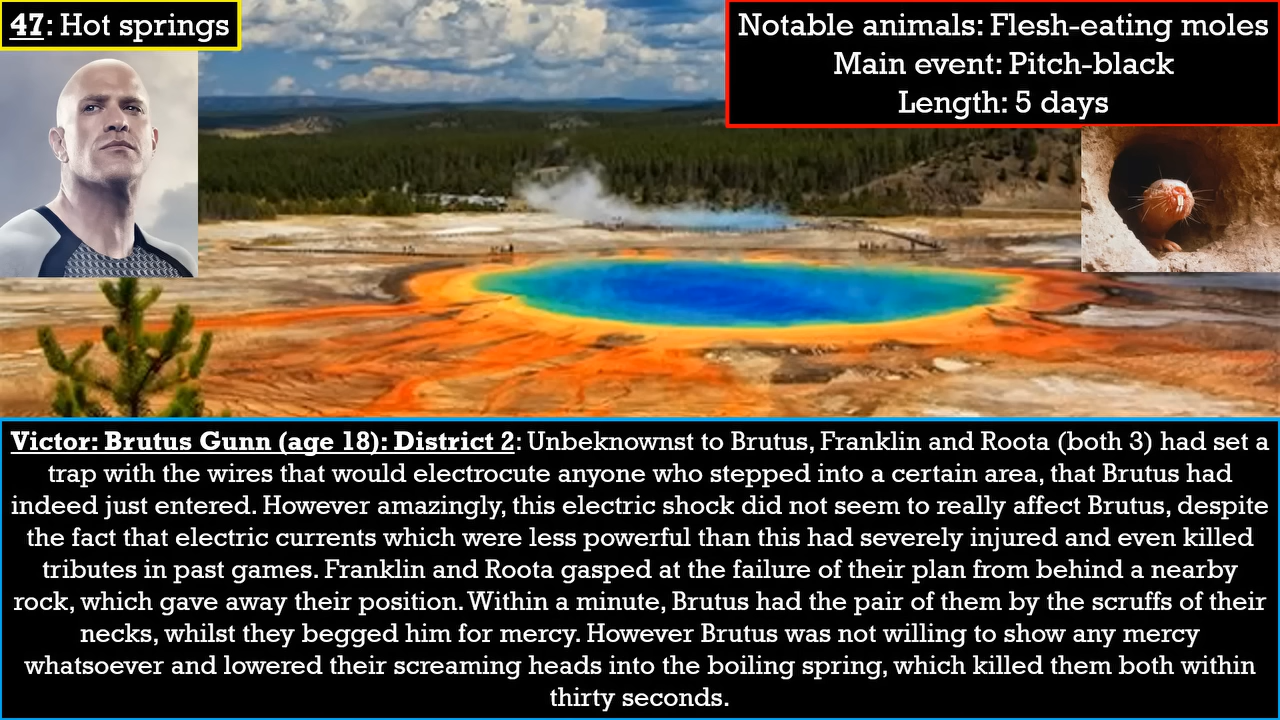 47: Hot springs
Notable animals: Flesh-eating moles
Main event: Pitch-black
Length: 5 days
Victor: Brutus Gunn (age 18): District 2: Unbeknownst to Brutus, Franklin and Roota (both 3) had set a
trap with the wires that would electrocute anyone who stepped into a certain area, that Brutus had
indeed just entered. However amazingly, this electric shock did not seem to really affect Brutus, despite
the fact that electric currents which were less powerful than this had severely injured and even killed
tributes in past games. Franklin and Roota gasped at the failure of their plan from behind a nearby
rock, which gave away their position. Within a minute, Brutus had the pair of them by the scruffs of their
necks, whilst they begged him for mercy. However Brutus was not willing to show any mercy
whatsoever and lowered their screaming heads into the boiling spring, which killed them both within
thirty seconds.